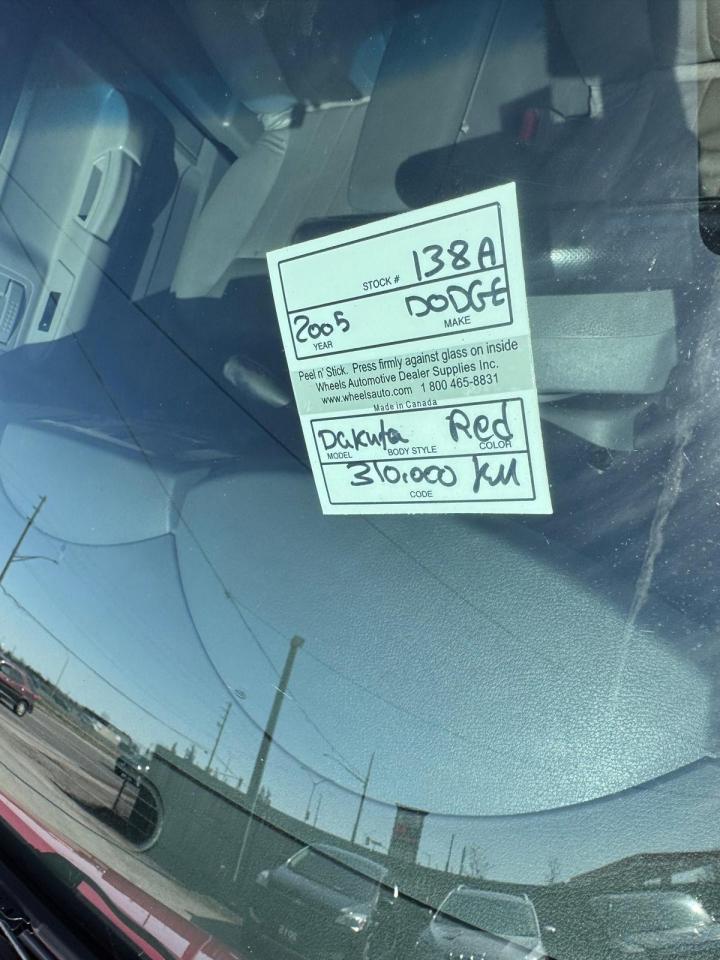 STOCK # 138A
2005 DODGE
YEAR MAKE
Peel n' Stick. Press firmly against glass on inside
Wheels Automotive Dealer Supplies Inc.
www.wheelsauto.com 1 800 465-8831
Made in Canada
Dakota Red
MODEL BODY STYLE COLOR
310,000 KM
CODE